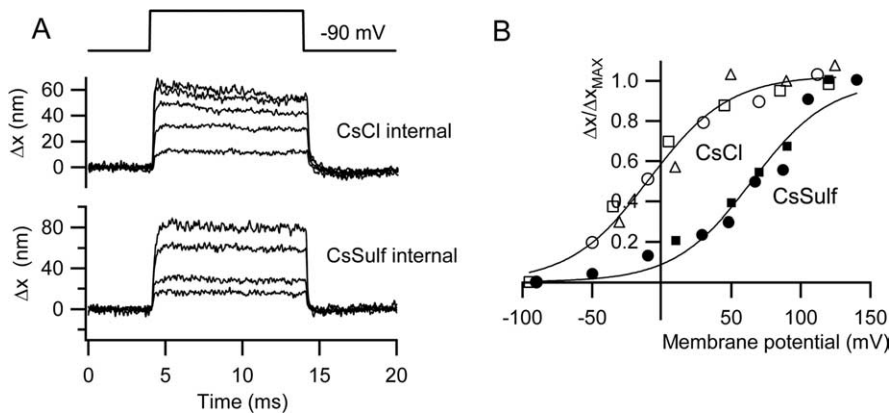 A
-90 mV
60
40
20
0
Δx (nm)
CsCl internal
80
40
0
Δx (nm)
CsSulf internal
0 5 10 15 20
Time (ms)
B
Δx/ΔxMAX
1.0
0.8
0.6
0.4
0.2
CsCl
CsSulf
-100 -50 50 100 150
Membrane potential (mV)